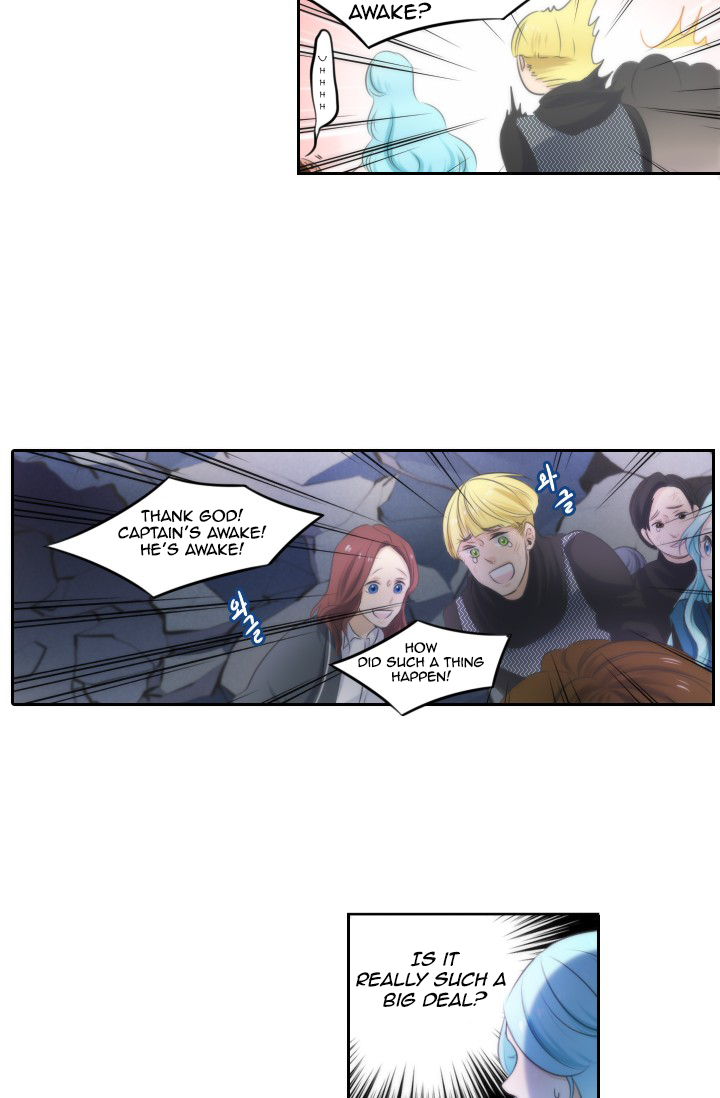 AWAKE?
UHHHHH
THANK GOD!
CAPTAIN'S AWAKE!
HE'S AWAKE!
와글
와글
HOW
DID SUCH A THING
HAPPEN!
IS IT
REALLY SUCH A
BIG DEAL?